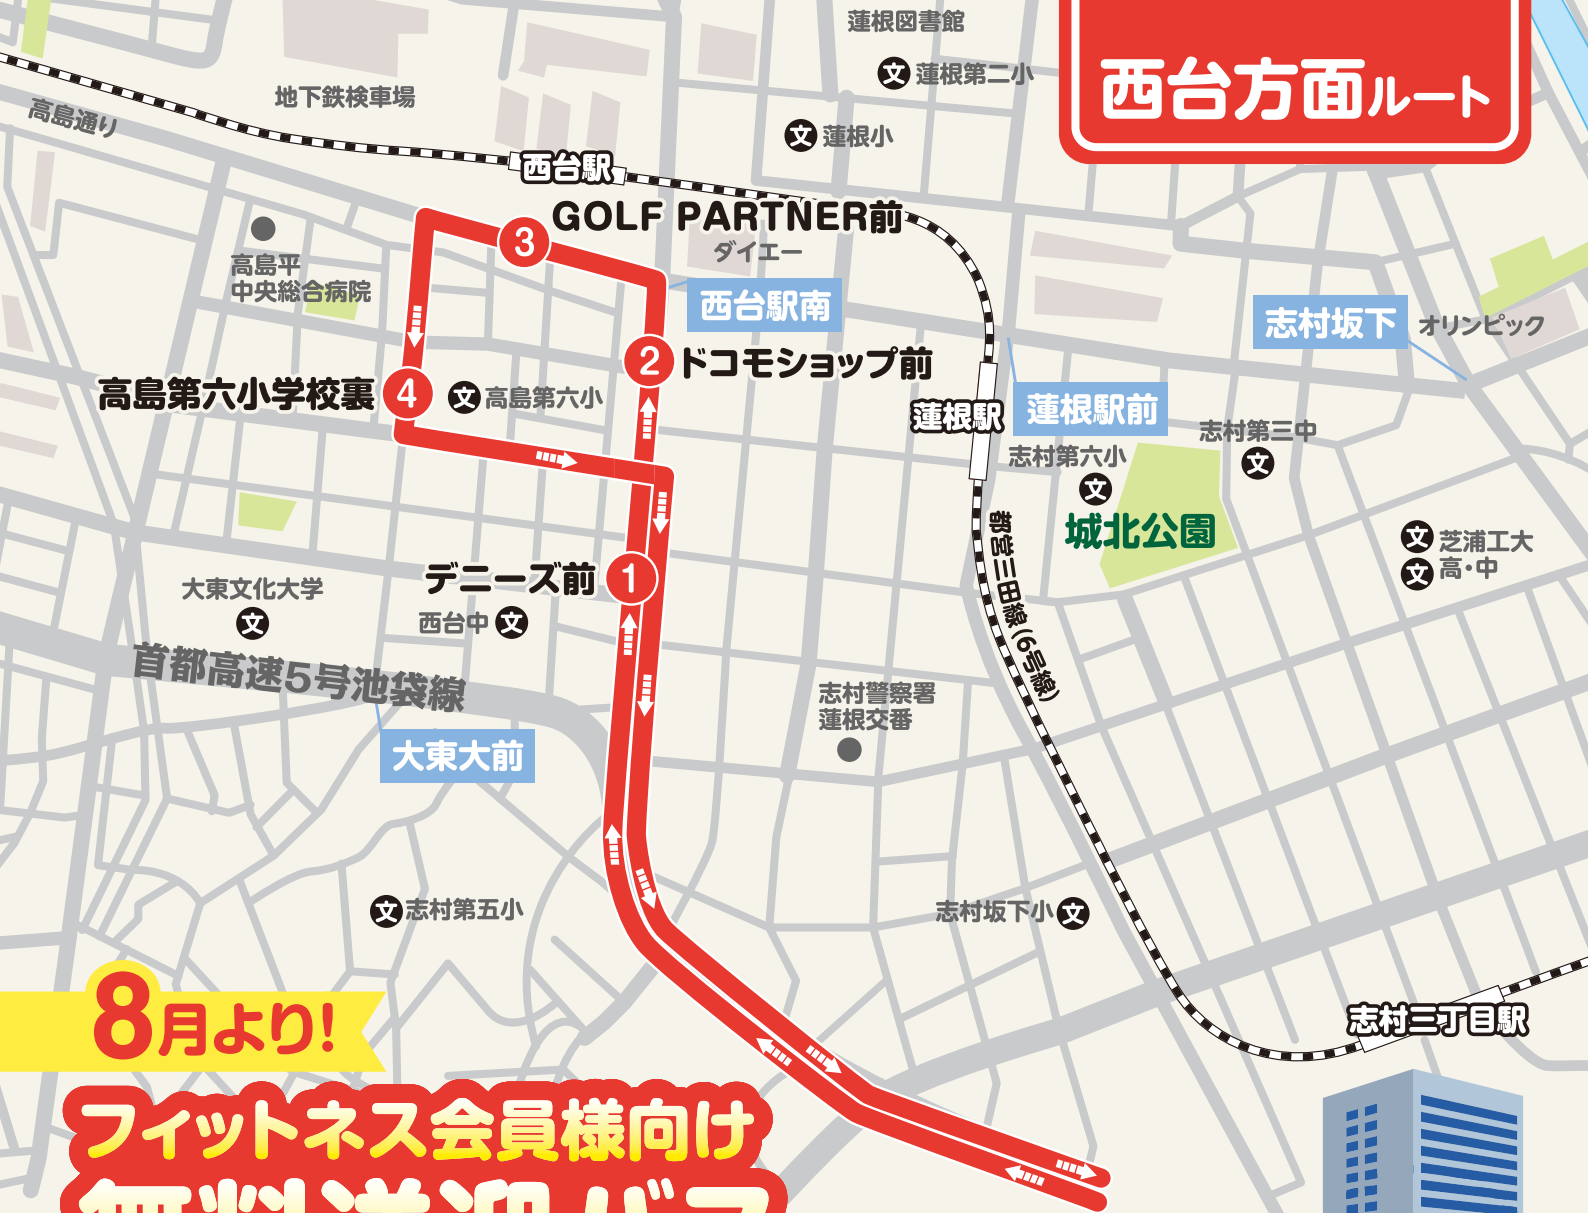 蓮根図書館
文 蓮根第二小
西台方面ルート
地下鉄検車場
高島通り
文 蓮根小
西台駅
GOLF PARTNER前
3
ダイエー
高島平
中央総合病院
西台駅南
志村坂下
オリンピック
2 ドコモショップ前
高島第六小学校裏 4
文 高島第六小
蓮根駅
蓮根駅前
志村第三中
文
志村第六小
文
城北公園
都営三田線(6号線)
文 芝浦工大
文 高・中
デニーズ前 1
大東文化大学
文
西台中 文
首都高速5号池袋線
志村警察署
蓮根交番
大東大前
文 志村第五小
志村坂下小 文
8月より!
志村三丁目駅
フィットネス会員様向け
無料送迎バス